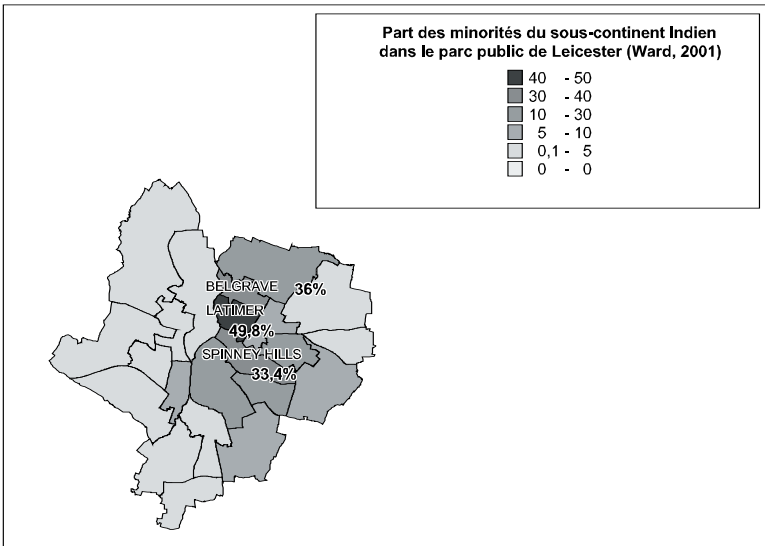 Part des minorités du sous-continent Indien
dans le parc public de Leicester (Ward, 2001)
40 - 50
30 - 40
10 - 30
5 - 10
0,1 - 5
0 - 0
BELGRAVE
36%
LATIMER
49,8%
SPINNEY HILLS
33,4%